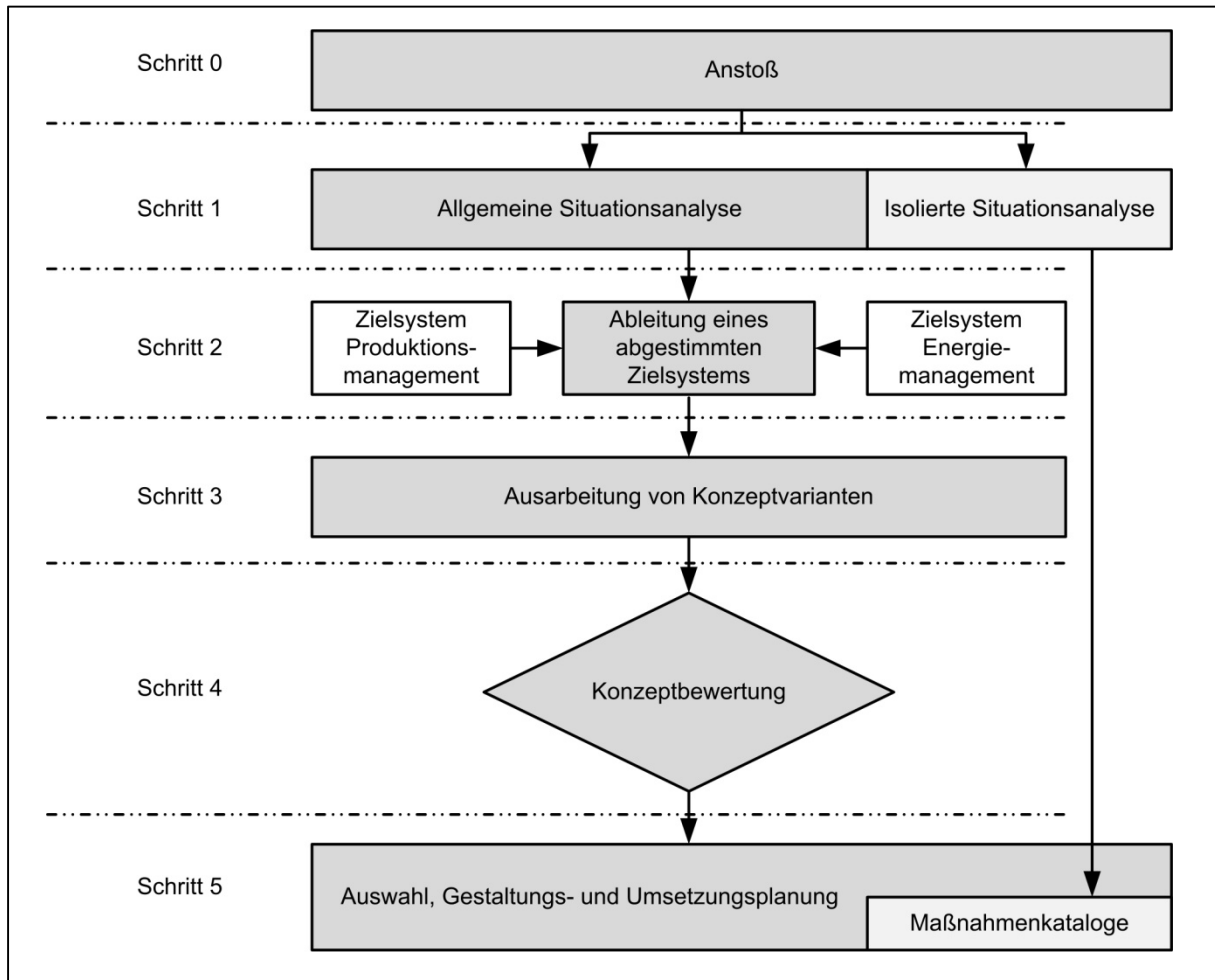 Schritt 0
Anstoß
Schritt 1
Allgemeine Situationsanalyse
Isolierte Situationsanalyse
Schritt 2
Zielsystem
Produktions-
management
Ableitung eines
abgestimmten
Zielsystems
Zielsystem
Energie-
management
Schritt 3
Ausarbeitung von Konzeptvarianten
Schritt 4
Konzeptbewertung
Schritt 5
Auswahl, Gestaltungs- und Umsetzungsplanung
Maßnahmenkataloge